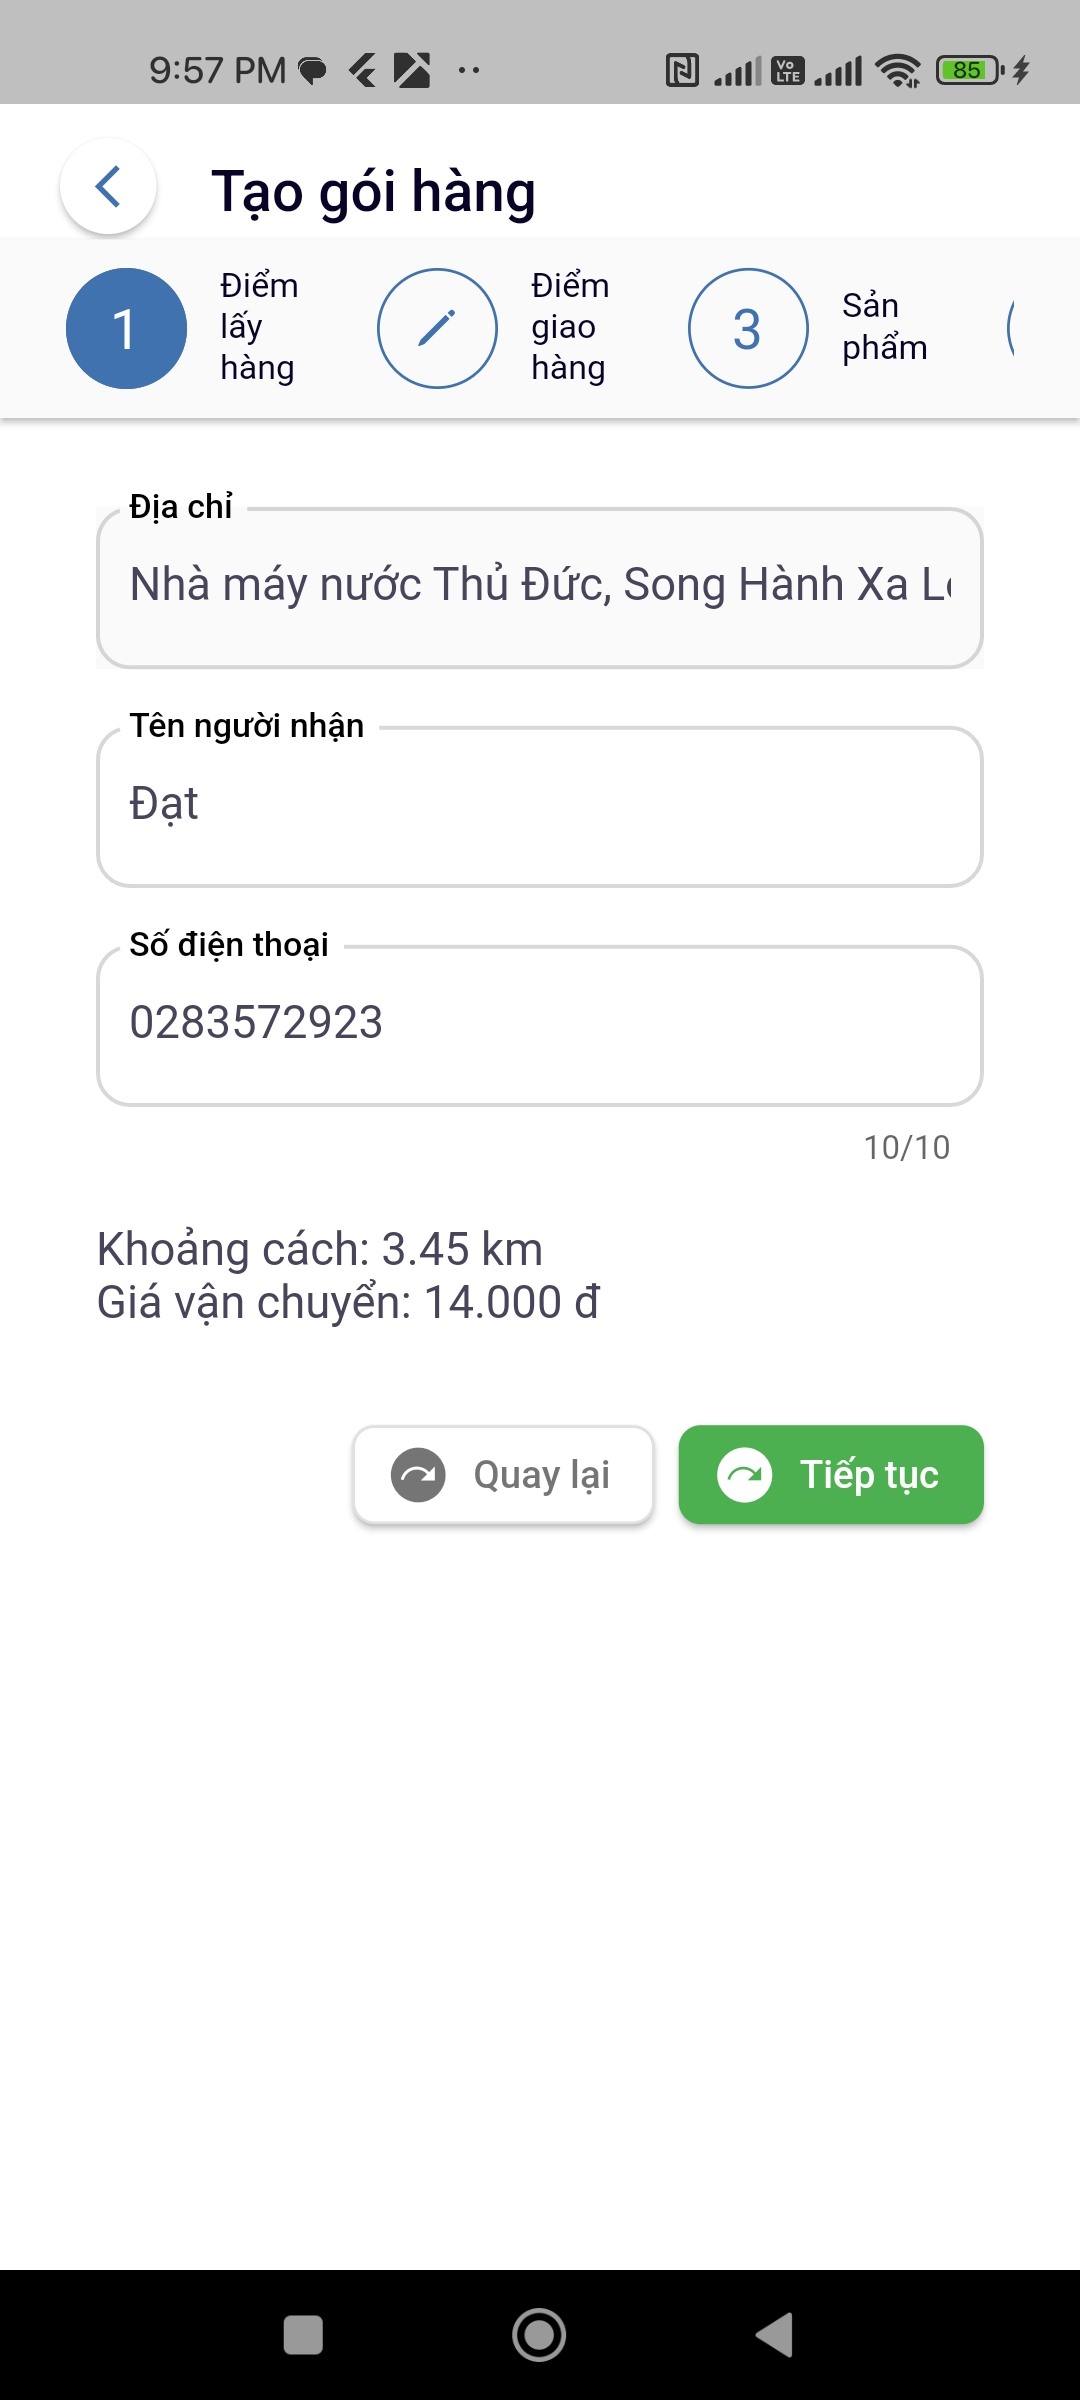 9:57 PM
Vo
LTE
85
Tạo gói hàng
1
Điểm
lấy
hàng
Điểm
giao
hàng
3
Sản
phẩm
Địa chỉ
Nhà máy nước Thủ Đức, Song Hành Xa L
Tên người nhận
Đạt
Số điện thoại
0283572923
10/10
Khoảng cách: 3.45 km
Giá vận chuyển: 14.000 đ
Quay lại
Tiếp tục